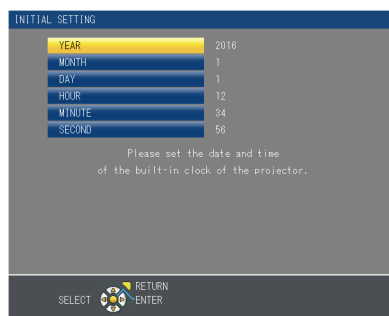 INITIAL SETTING
YEAR 2016
MONTH 1
DAY 1
HOUR 12
MINUTE 34
SECOND 56
Please set the date and time
of the built-in clock of the projector.
RETURN
SELECT ENTER